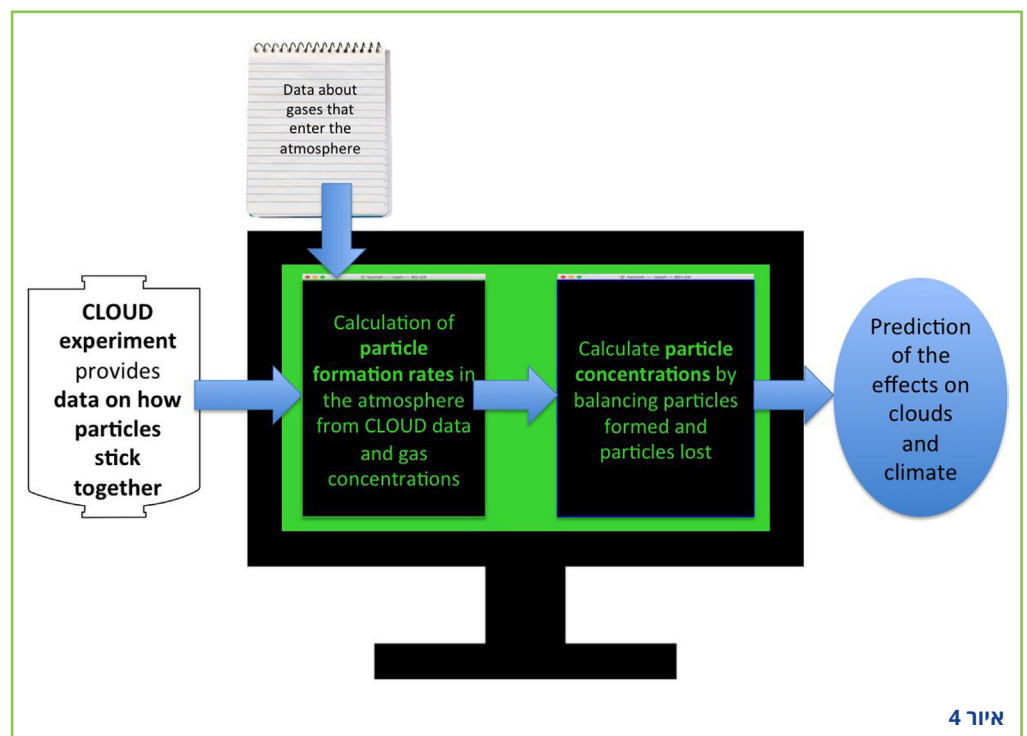 Data about
gases that
enter the
atmosphere
CLOUD
experiment
provides
data on how
particles
stick
together
Calculation of
particle
formation rates in
the atmosphere
from CLOUD data
and gas
concentrations
Calculate particle
concentrations by
balancing particles
formed and
particles lost
Prediction
of the
effects on
clouds
and
climate
איור 4